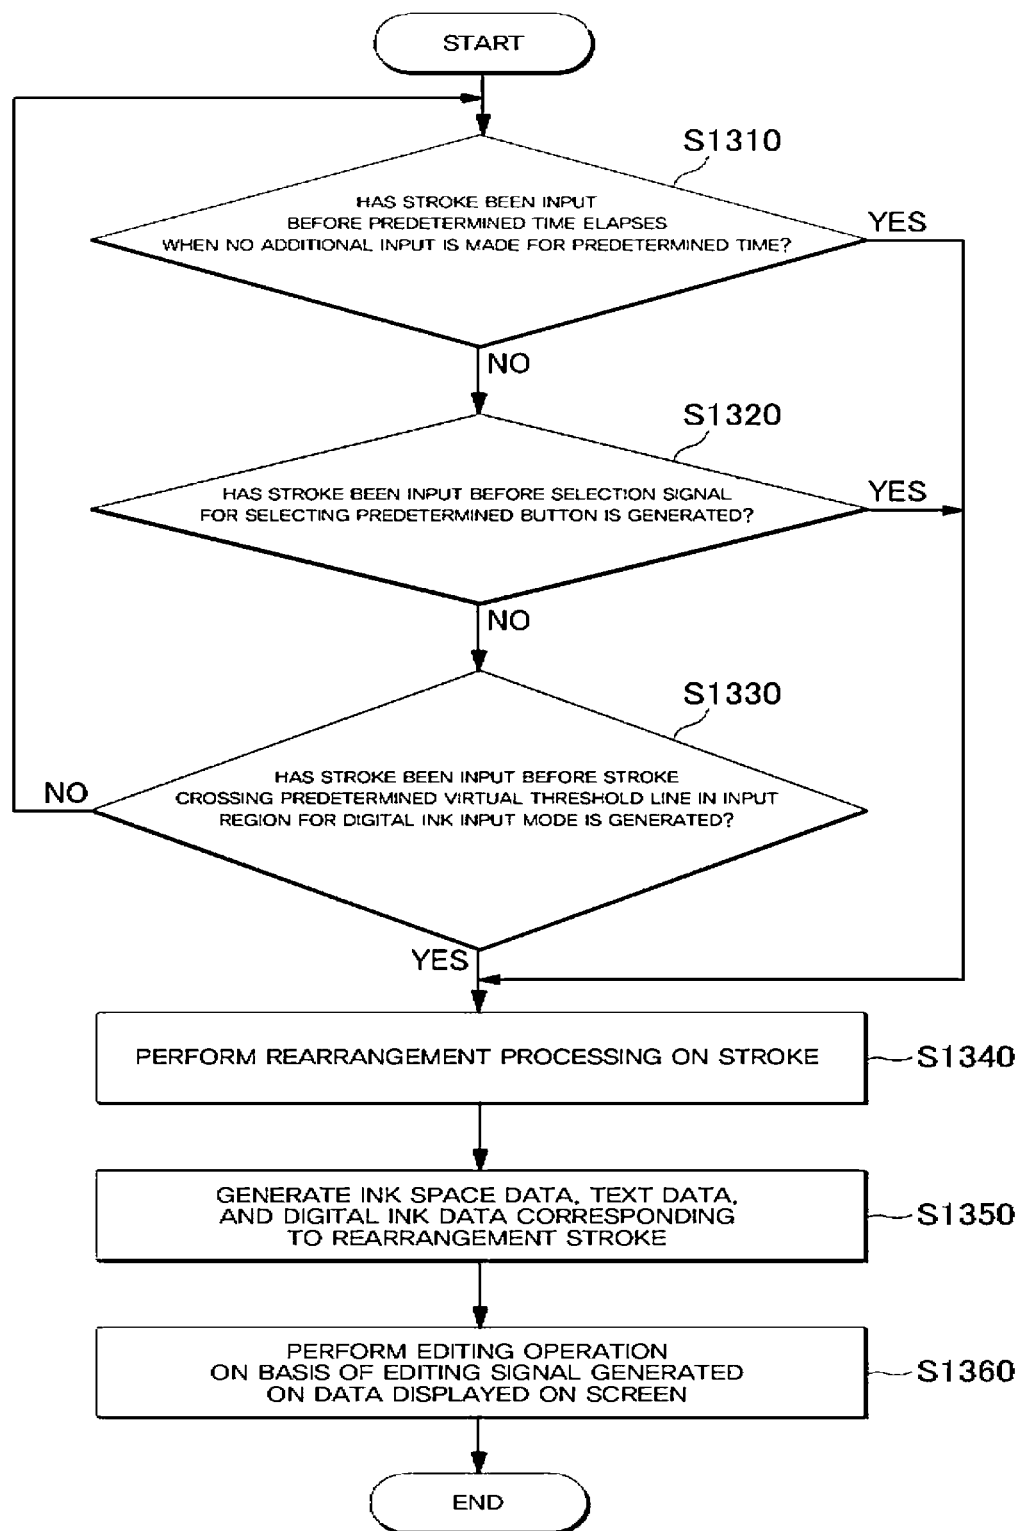 START
S1310
HAS STROKE BEEN INPUT
BEFORE PREDETERMINED TIME ELAPSES
WHEN NO ADDITIONAL INPUT IS MADE FOR PREDETERMINED TIME?
YES
NO
S1320
HAS STROKE BEEN INPUT BEFORE SELECTION SIGNAL
FOR SELECTING PREDETERMINED BUTTON IS GENERATED?
YES
NO
S1330
HAS STROKE BEEN INPUT BEFORE STROKE
CROSSING PREDETERMINED VIRTUAL THRESHOLD LINE IN INPUT
REGION FOR DIGITAL INK INPUT MODE IS GENERATED?
NO
YES
PERFORM REARRANGEMENT PROCESSING ON STROKE
S1340
GENERATE INK SPACE DATA, TEXT DATA,
AND DIGITAL INK DATA CORRESPONDING
TO REARRANGEMENT STROKE
S1350
PERFORM EDITING OPERATION
ON BASIS OF EDITING SIGNAL GENERATED
ON DATA DISPLAYED ON SCREEN
S1360
END